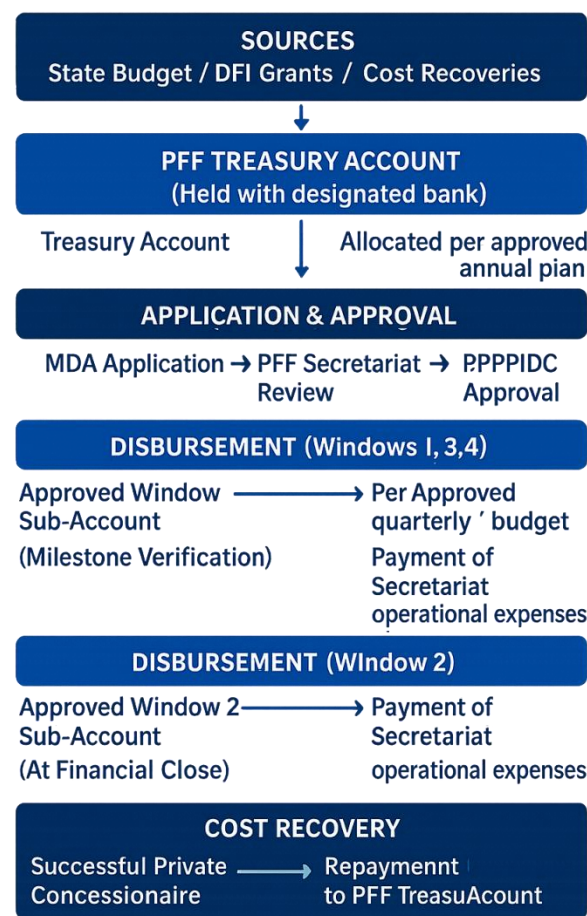 SOURCES
State Budget / DFI Grants / Cost Recoveries
PFF TREASURY ACCOUNT
(Held with designated bank)
Treasury Account
Allocated per approved
annual pian
APPLICATION & APPROVAL
MDA Application → PFF Secretariat → PPPPIDC
Review Approval
DISBURSEMENT (Windows I, 3,4)
Approved Window → Per Approved
Sub-Account quarterly ′ budget
(Milestone Verification) Payment of
Secretariat
operational expenses
DISBURSEMENT (WIndow 2)
Approved Window 2 → Payment of
Sub-Account Secretariat
(At Financial Close) operational expenses
COST RECOVERY
Successful Private → Repaymennt
Concessionaire to PFF TreasuAcount